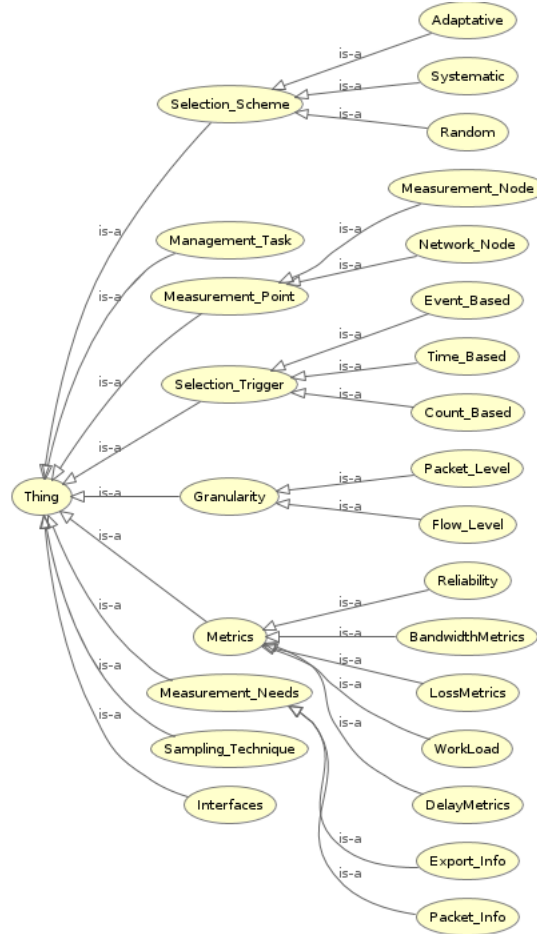 Adaptative
is-a
Systematic
is-a
Selection_Scheme
is-a
Random
Measurement_Node
is-a
Management_Task
is-a
Network_Node
is-a
Measurement_Point
is-a
Event_Based
is-a
Time_Based
is-a
Selection_Trigger
is-a
is-a
Count_Based
is-a
Packet_Level
is-a
Thing
is-a
Granularity
is-a
Flow_Level
is-a
Reliability
is-a
Metrics
is-a
BandwidthMetrics
is-a
is-a
Measurement_Needs
is-a
LossMetrics
is-a
Sampling_Technique
WorkLoad
is-a
Interfaces
DelayMetrics
is-a
Export_Info
is-a
Packet_Info